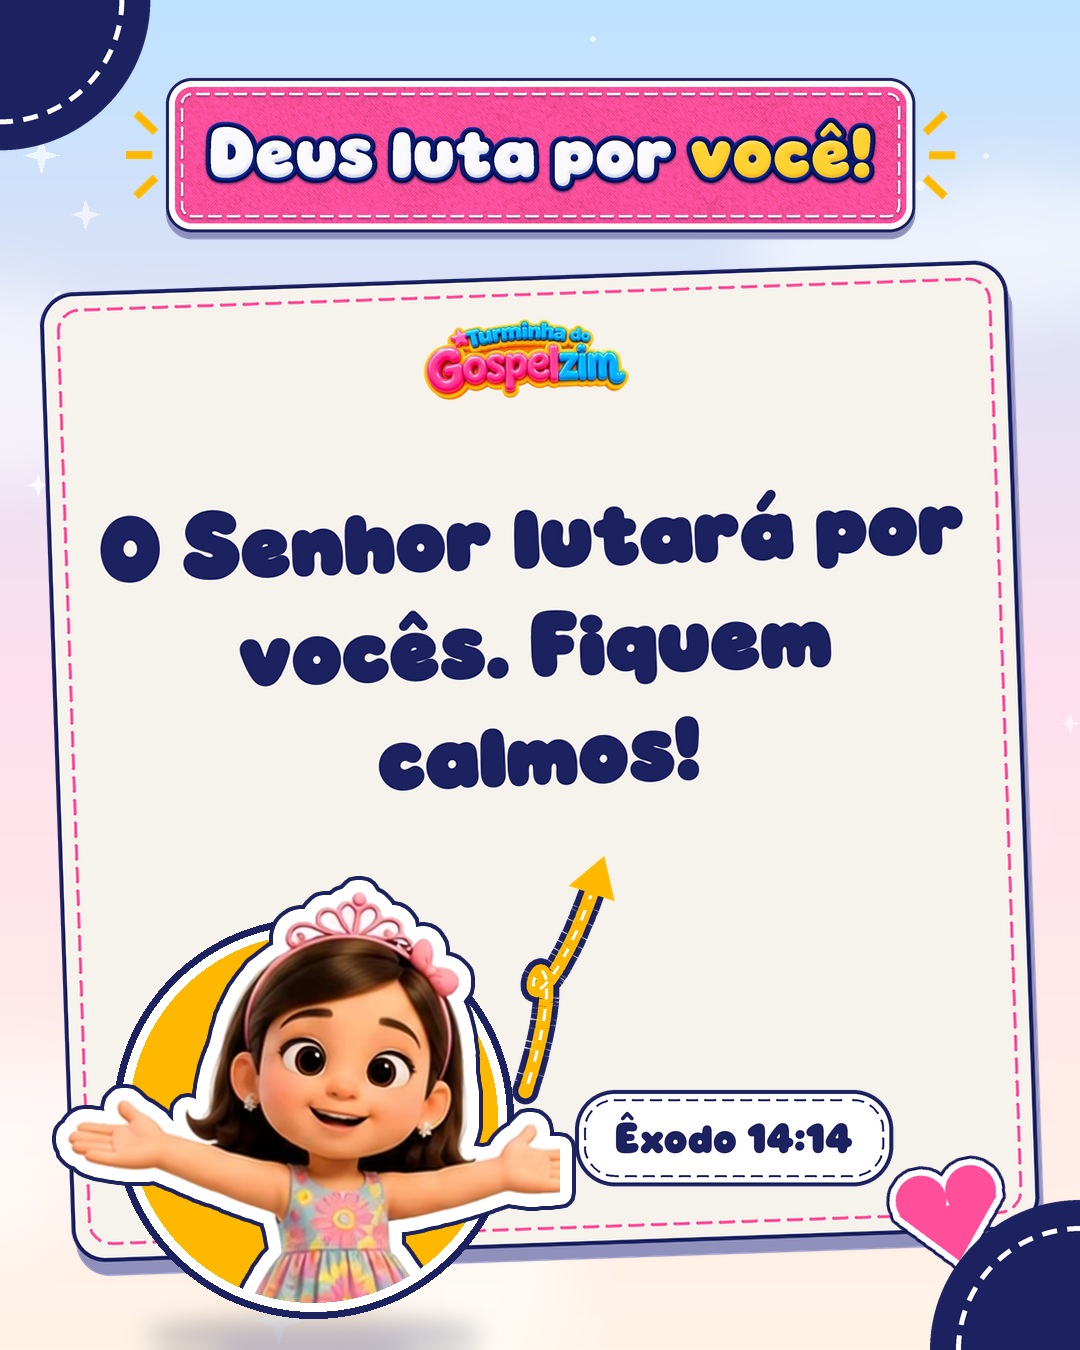 Deus luta por você!
Turminha do
Gospelzim
O Senhor lutará por
vocês. Fiquem
calmos!
Êxodo 14:14